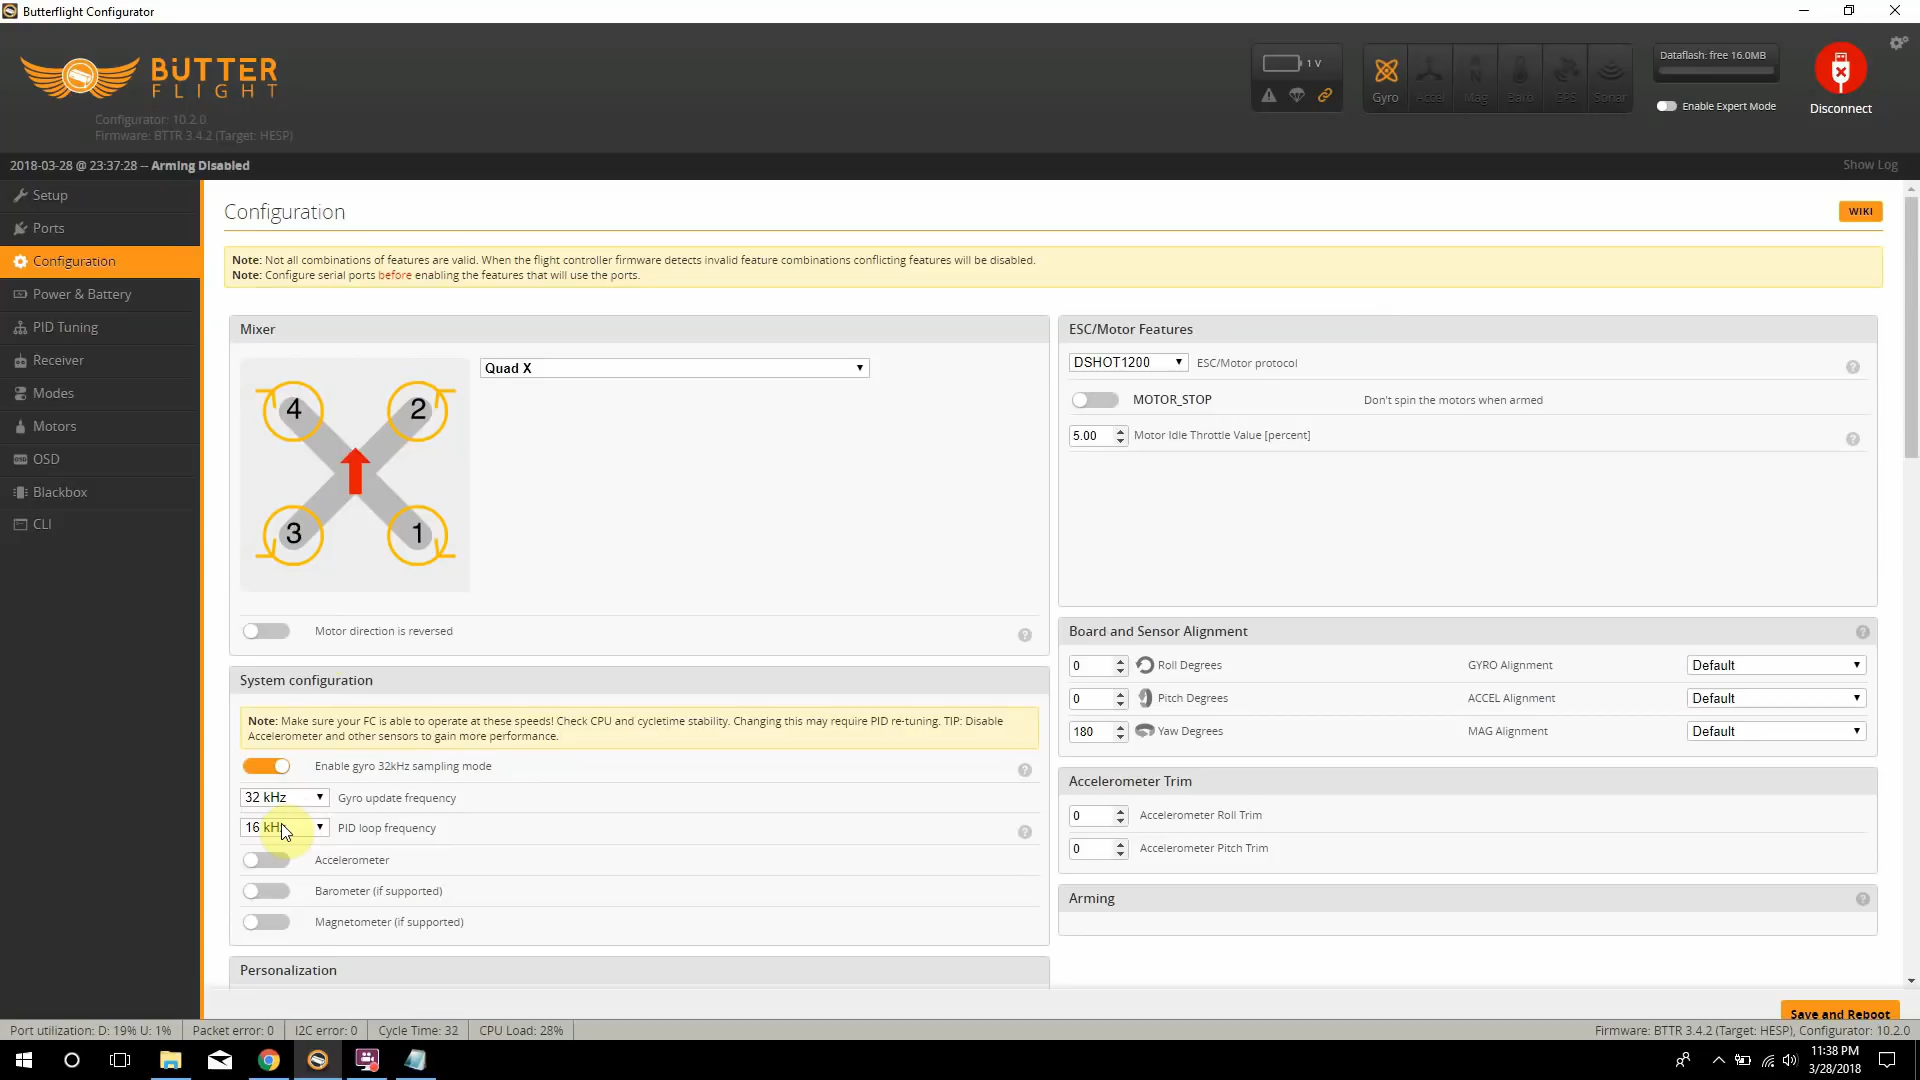 Butterflight Configurator
BUTTER
FLIGHT
Configurator: 10.2.0
Firmware: BTTR 3.4.2 (Target: HESP)
1 V
Gyro
Accel
Mag
Baro
GPS
Sonar
Dataflash: free 16.0MB
Enable Expert Mode
Disconnect
2018-03-28 @ 23:37:28 -- Arming Disabled
Show Log
Setup
Ports
Configuration
Power & Battery
PID Tuning
Receiver
Modes
Motors
OSD
Blackbox
CLI
Configuration
WIKI
Note: Not all combinations of features are valid. When the flight controller firmware detects invalid feature combinations conflicting features will be disabled.
Note: Configure serial ports before enabling the features that will use the ports.
Mixer
Quad X
4
2
3
1
Motor direction is reversed
System configuration
Note: Make sure your FC is able to operate at these speeds! Check CPU and cycletime stability. Changing this may require PID re-tuning. TIP: Disable
Accelerometer and other sensors to gain more performance.
Enable gyro 32kHz sampling mode
32 kHz Gyro update frequency
16 kHz PID loop frequency
Accelerometer
Barometer (if supported)
Magnetometer (if supported)
Personalization
ESC/Motor Features
DSHOT1200 ESC/Motor protocol
MOTOR_STOP Don't spin the motors when armed
5.00 Motor Idle Throttle Value [percent]
Board and Sensor Alignment
0 Roll Degrees GYRO Alignment Default
0 Pitch Degrees ACCEL Alignment Default
180 Yaw Degrees MAG Alignment Default
Accelerometer Trim
0 Accelerometer Roll Trim
0 Accelerometer Pitch Trim
Arming
Save and Reboot
Port utilization: D: 19% U: 1% Packet error: 0 I2C error: 0 Cycle Time: 32 CPU Load: 28% Firmware: BTTR 3.4.2 (Target: HESP), Configurator: 10.2.0
11:38 PM
3/28/2018